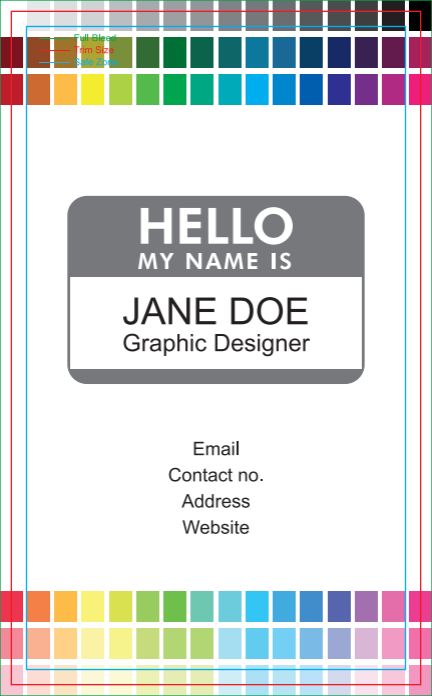 Full Bleed
Trim Size
Safe Zone
HELLO
MY NAME IS
JANE DOE
Graphic Designer
Email
Contact no.
Address
Website